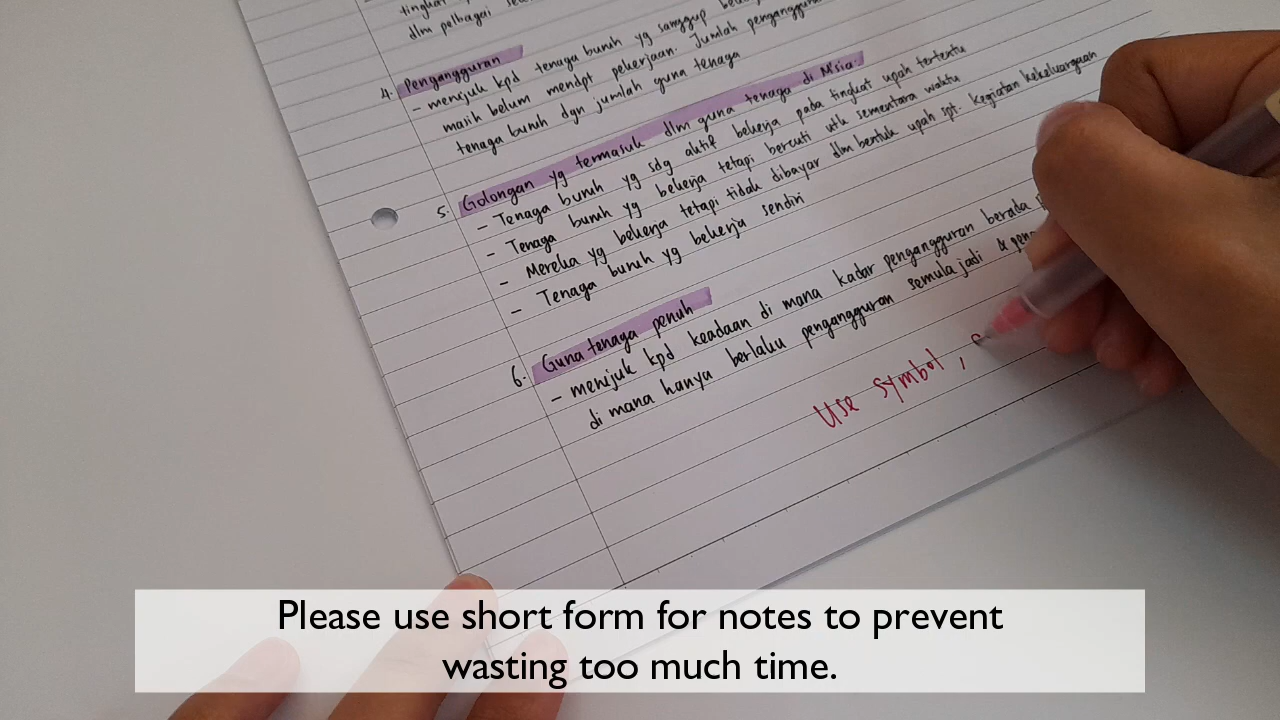 tingkat
dlm pelbagai
4. Pengangguran
- menujuk kpd tenaga buruh yg sanggup
masih belum mendpt pekerjaan. Jumlah
tenaga buruh dgn jumlah guna tenaga
5. Golongan yg termasuk dlm guna tenaga di M'sia.
- Tenaga buruh yg sdg aktif bekerja pada tingkat upah tertentu
- Tenaga buruh yg bekerja tetapi bercuti utk sementara waktu
- Mereka yg bekerja tetapi tidak dibayar dlm bentuk upah spt. kegiatan kekeluargaan
- Tenaga buruh yg bekerja sendiri
6. Guna tenaga penuh
- menujuk kpd keadaan di mana kadar pengangguran berada
di mana hanya berlaku pengangguran semula jadi &
Use symbol,
Please use short form for notes to prevent
wasting too much time.